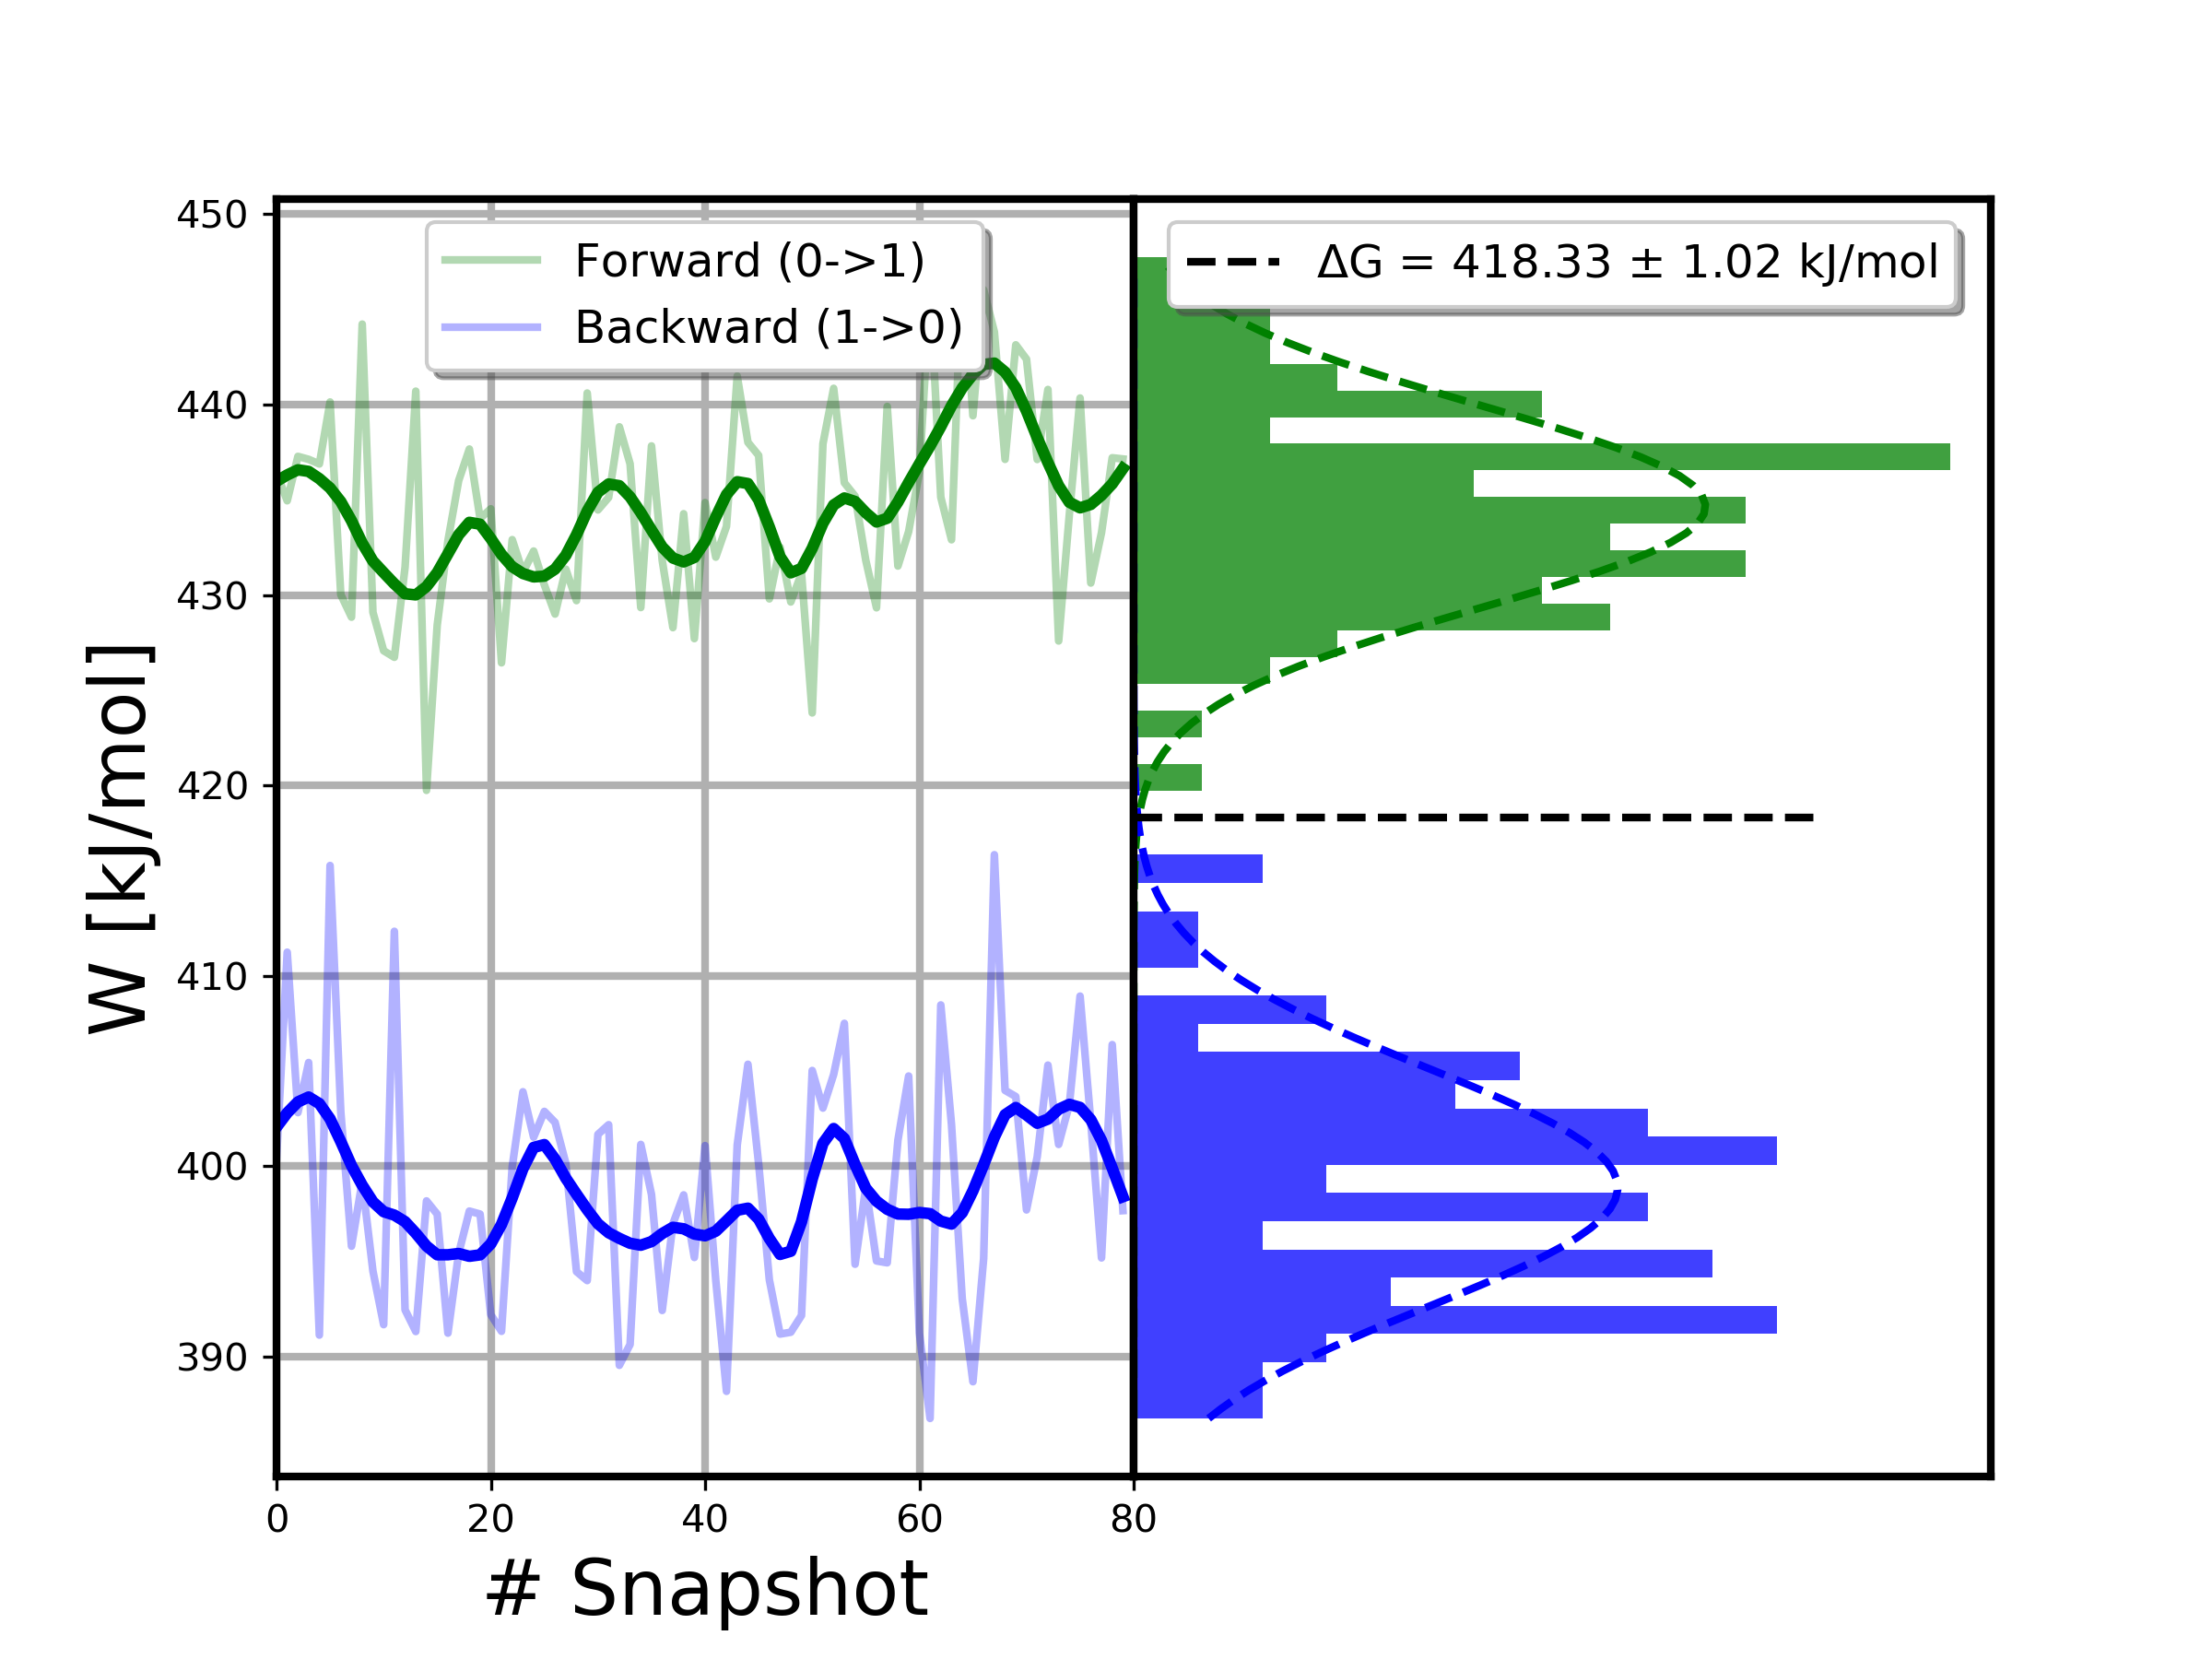 450
440
430
420
410
400
390
W [kJ/mol]
Forward (0->1)
Backward (1->0)
ΔG = 418.33 ± 1.02 kJ/mol
0 20 40 60 80
# Snapshot